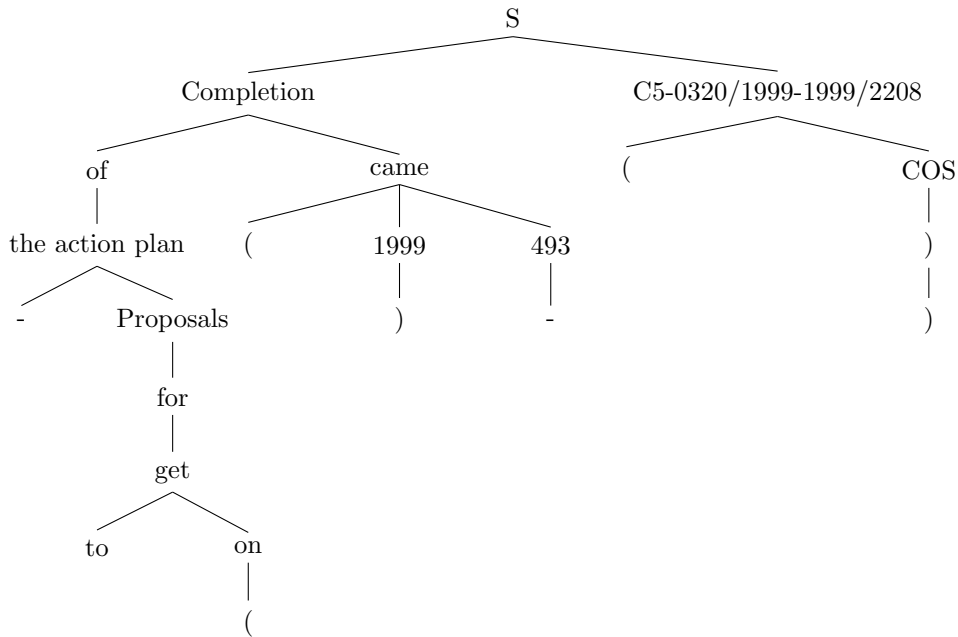 S
Completion C5-0320/1999-1999/2208
of came ( COS
the action plan ( 1999 493 )
- Proposals ) - )
for
get
to on
(